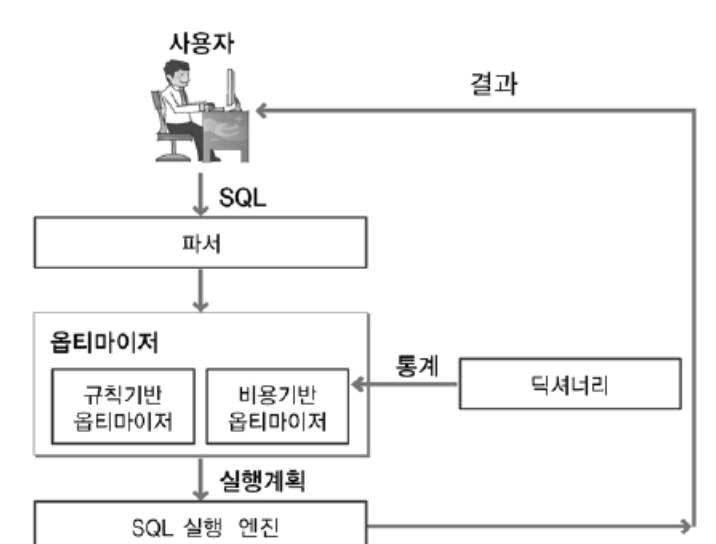 사용자
결과
SQL
파서
옵티마이저
규칙기반
옵티마이저
비용기반
옵티마이저
통계
딕셔너리
실행계획
SQL 실행 엔진